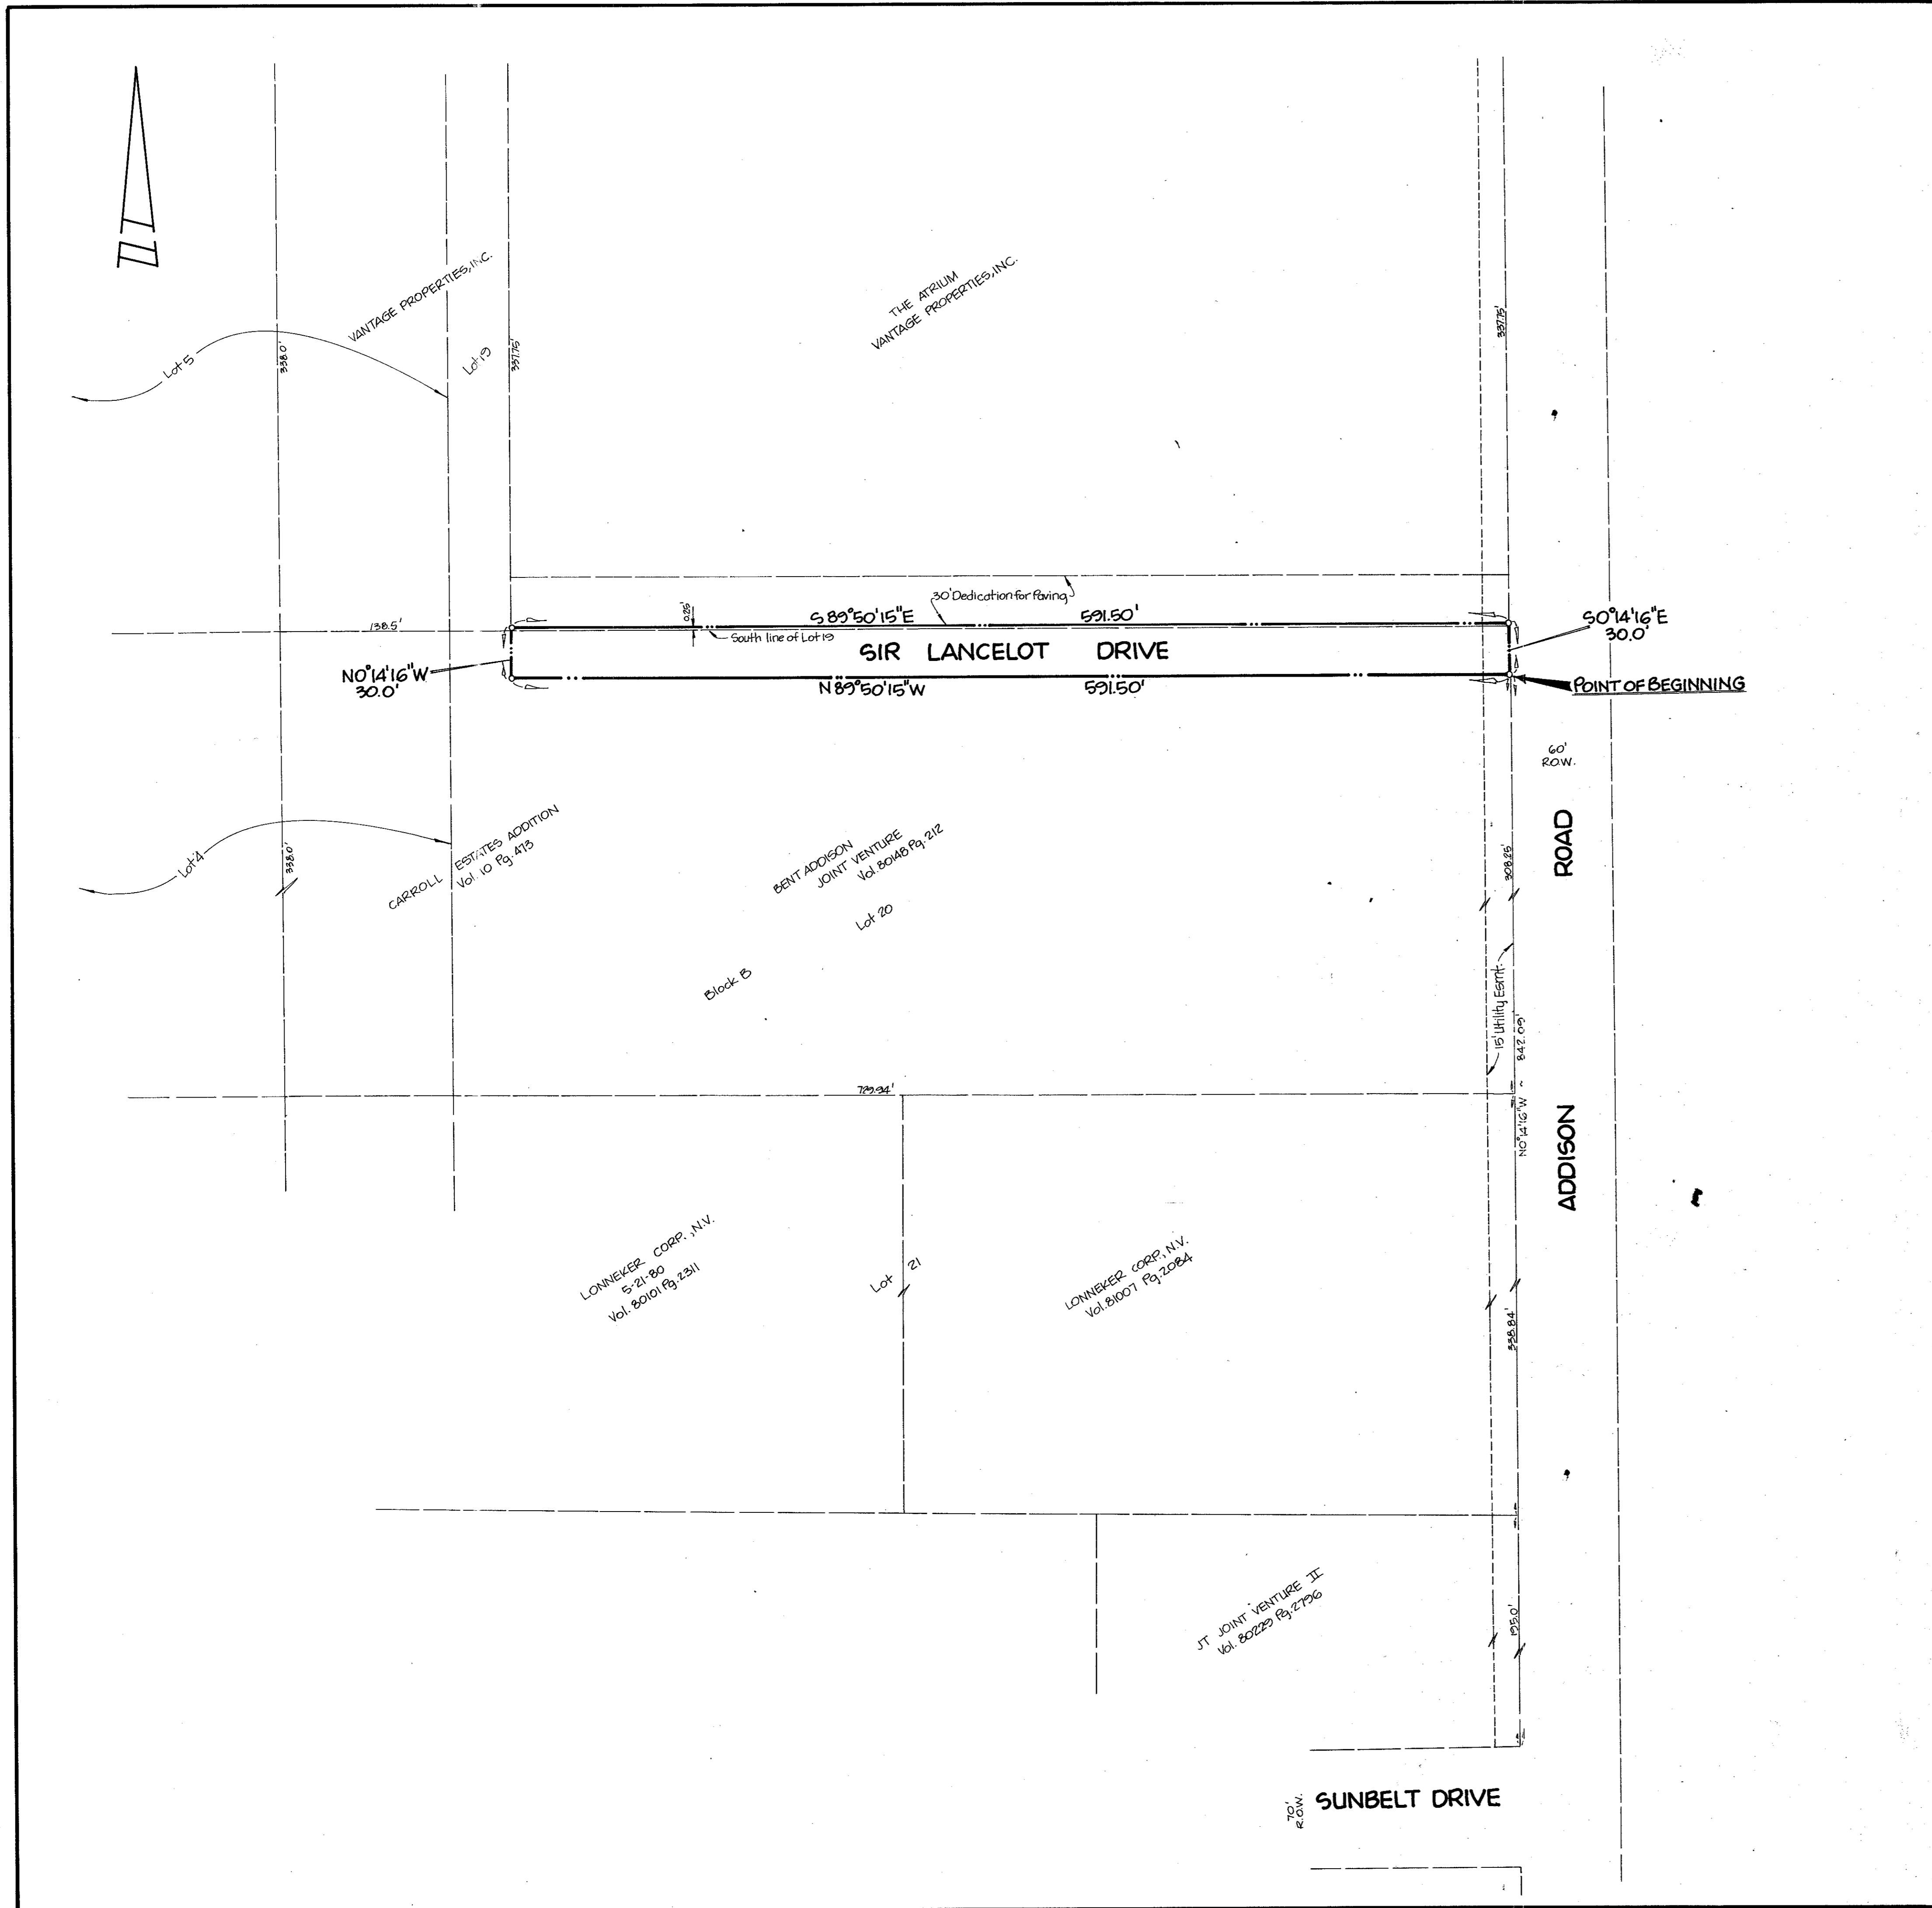 VANTAGE PROPERTIES, INC.
THE ATRIUM
VANTAGE PROPERTIES, INC.
Lot 5
338.0'
Lot 19
337.75'
337.75'
30' Dedication for Paving
138.5'
0.25'
S 89°50'15"E 591.50'
South line of Lot 19
S0°14'16"E
30.0'
SIR LANCELOT DRIVE
N0°14'16"W
30.0'
N 89°50'15"W 591.50'
POINT OF BEGINNING
60'
R.O.W.
Lot 4
338.0'
CARROLL ESTATES ADDITION
Vol. 10 Pg. 473
BENT ADDISON
JOINT VENTURE
Vol. 80148 Pg. 212
Lot 20
Block B
308.25'
15' Utility Esmt.
N0°14'16"W ~ 842.09'
ADDISON ROAD
729.94'
LONNEKER CORP., N.V.
5-21-80
Vol. 80101 Pg. 2311
Lot 21
LONNEKER CORP., N.V.
Vol. 81007 Pg. 2084
338.84'
JT JOINT VENTURE II
Vol. 80229 Pg. 2796
195.0'
70'
R.O.W.
SUNBELT DRIVE